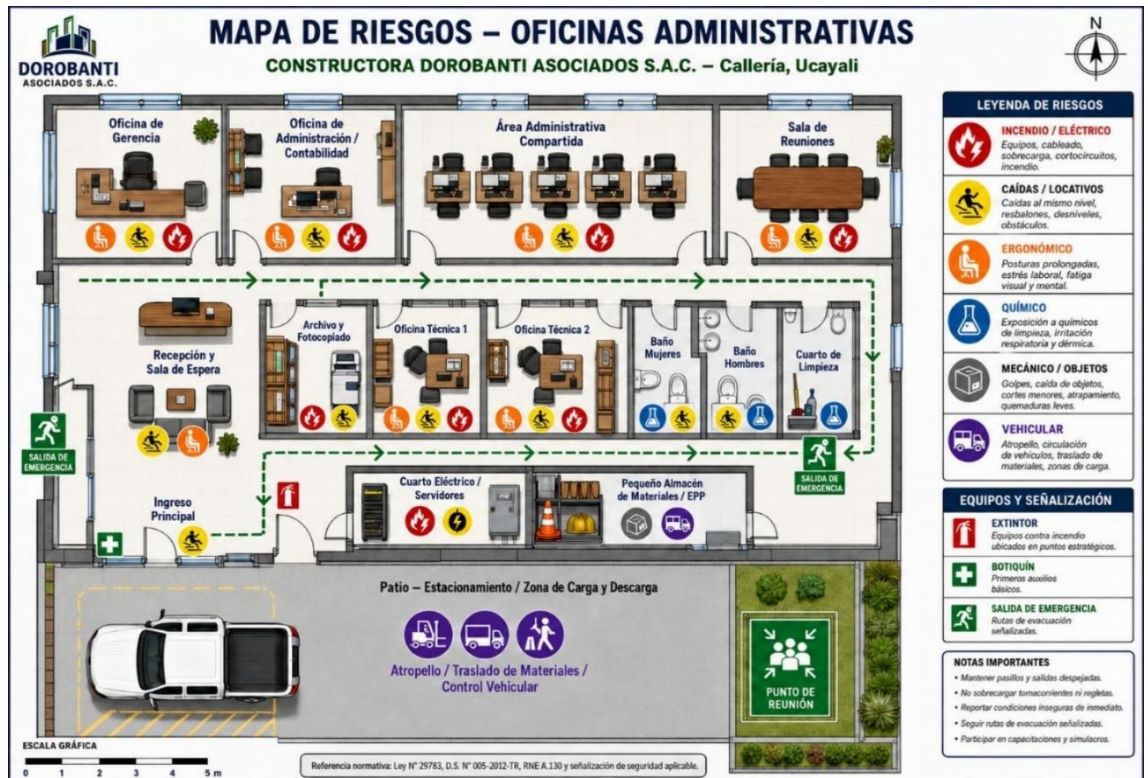 MAPA DE RIESGOS – OFICINAS ADMINISTRATIVAS
CONSTRUCTORA DOROBANTI ASOCIADOS S.A.C. – Callería, Ucayali
DOROBANTI
ASOCIADOS S.A.C.
N
Oficina de
Gerencia
Oficina de
Administración /
Contabilidad
Área Administrativa
Compartida
Sala de
Reuniones
Recepción y
Sala de Espera
Archivo y
Fotocopiado
Oficina Técnica 1
Oficina Técnica 2
Baño
Mujeres
Baño
Hombres
Cuarto de
Limpieza
SALIDA DE
EMERGENCIA
SALIDA DE
EMERGENCIA
Ingreso
Principal
Cuarto Eléctrico /
Servidores
Pequeño Almacén
de Materiales / EPP
Patio – Estacionamiento / Zona de Carga y Descarga
Atropello / Traslado de Materiales /
Control Vehicular
PUNTO DE
REUNIÓN
ESCALA GRÁFICA
0 1 2 3 4 5 m
Referencia normativa: Ley N° 29783, D.S. N° 005-2012-TR, RNE A.130 y señalización de seguridad aplicable.
LEYENDA DE RIESGOS
INCENDIO / ELÉCTRICO
Equipos, cableado,
sobrecarga, cortocircuitos,
incendio.
CAÍDAS / LOCATIVOS
Caídas al mismo nivel,
resbalones, desniveles,
obstáculos.
ERGONÓMICO
Posturas prolongadas,
estrés laboral, fatiga
visual y mental.
QUÍMICO
Exposición a químicos
de limpieza, irritación
respiratoria y dérmica.
MECÁNICO / OBJETOS
Golpes, caída de objetos,
cortes menores, atrapamiento,
quemaduras leves.
VEHICULAR
Atropello, circulación
de vehículos, traslado de
materiales, zonas de carga.
EQUIPOS Y SEÑALIZACIÓN
EXTINTOR
Equipos contra incendio
ubicados en puntos estratégicos.
BOTIQUÍN
Primeros auxilios
básicos.
SALIDA DE EMERGENCIA
Rutas de evacuación
señalizadas.
NOTAS IMPORTANTES
• Mantener pasillos y salidas despejadas.
• No sobrecargar tomacorrientes ni regletas.
• Reportar condiciones inseguras de inmediato.
• Seguir rutas de evacuación señalizadas.
• Participar en capacitaciones y simulacros.